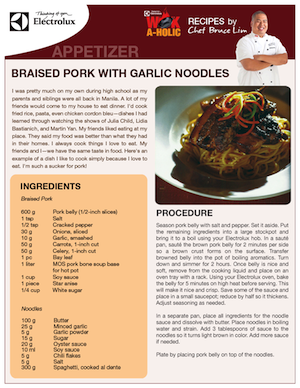 Thinking of you
Electrolux
Electrolux
WOK
A-HOLIC
RECIPES by
Chef Bruce Lim
APPETIZER
BRAISED PORK WITH GARLIC NOODLES
I was pretty much on my own during high school as my
parents and siblings were all back in Manila. A lot of my
friends would come to my house to eat dinner. I'd cook
fried rice, pasta, even chicken cordon bleu—dishes I had
learned through watching the shows of Julia Child, Lidia
Bastianich, and Martin Yan. My friends liked eating at my
place. They said my food was better than what they had
in their homes. I always cook things I love to eat. My
friends and I—we have the same taste in food. Here's an
example of a dish I like to cook simply because I love to
eat. I'm such a sucker for pork!
INGREDIENTS
Braised Pork
600 g Pork belly (1/2-inch slices)
1 tsp Salt
1/2 tsp Cracked pepper
30 g Onions, sliced
10 g Garlic, smashed
50 g Carrots, 1-inch cut
50 g Celery, 1-inch cut
1 pc Bay leaf
1 liter MOS pork bone soup base
for hot pot
1 cup Soy sauce
1 piece Star anise
1/4 cup White sugar
Noodles
100 g Butter
25 g Minced garlic
5 g Garlic powder
15 g Sugar
20 g Oyster sauce
10 ml Soy sauce
5 g Chili flakes
5 g Salt
300 g Spaghetti, cooked al dente
PROCEDURE
Season pork belly with salt and pepper. Set it aside. Put
the remaining ingredients into a large stockpot and
bring it to a boil using your Electrolux hob. In a sauté
pan, sauté the brown pork belly for 2 minutes per side
so a brown crust forms on the surface. Transfer
browned belly into the pot of boiling aromatics. Turn
down and simmer for 2 hours. Once belly is nice and
soft, remove from the cooking liquid and place on an
oven tray with a rack. Using your Electrolux oven, bake
the belly for 5 minutes on high heat before serving. This
will make it nice and crisp. Save some of the sauce and
place in a small saucepot; reduce by half so it thickens.
Adjust seasoning as needed.
In a separate pan, place all ingredients for the noodle
sauce and dissolve with butter. Place noodles in boiling
water and strain. Add 3 tablespoons of sauce to the
noodles so it turns light brown in color. Add more sauce
if needed.
Plate by placing pork belly on top of the noodles.